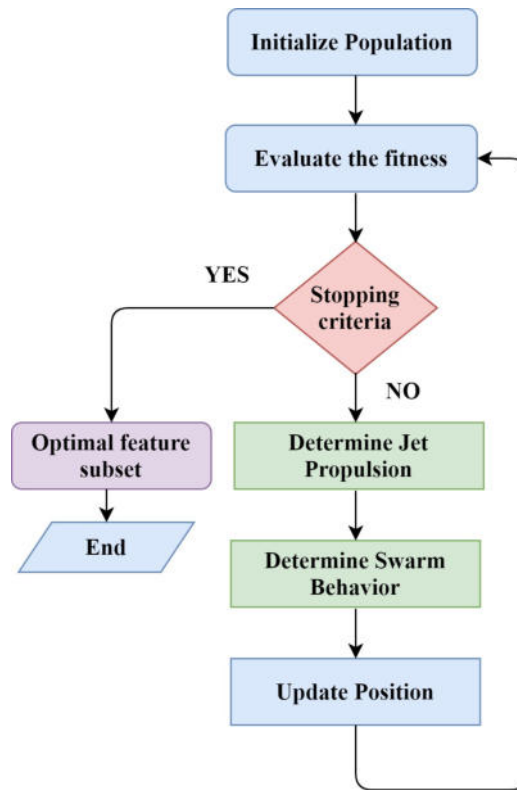 Initialize Population
Evaluate the fitness
YES
Stopping
criteria
NO
Optimal feature
subset
Determine Jet
Propulsion
End
Determine Swarm
Behavior
Update Position